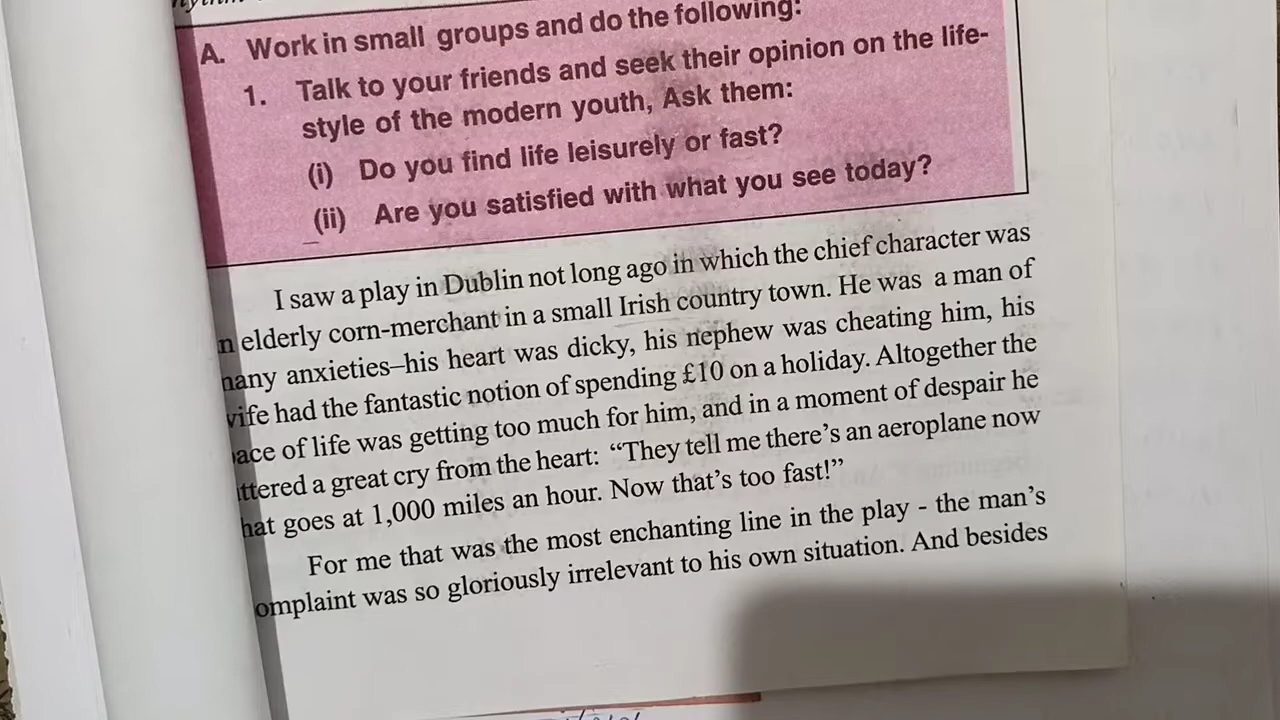 A. Work in small groups and do the following:
1. Talk to your friends and seek their opinion on the life-
style of the modern youth, Ask them:
(i) Do you find life leisurely or fast?
(ii) Are you satisfied with what you see today?
I saw a play in Dublin not long ago in which the chief character was
n elderly corn-merchant in a small Irish country town. He was a man of
nany anxieties–his heart was dicky, his nephew was cheating him, his
vife had the fantastic notion of spending £10 on a holiday. Altogether the
ace of life was getting too much for him, and in a moment of despair he
ttered a great cry from the heart: “They tell me there’s an aeroplane now
hat goes at 1,000 miles an hour. Now that’s too fast!”
For me that was the most enchanting line in the play - the man’s
omplaint was so gloriously irrelevant to his own situation. And besides